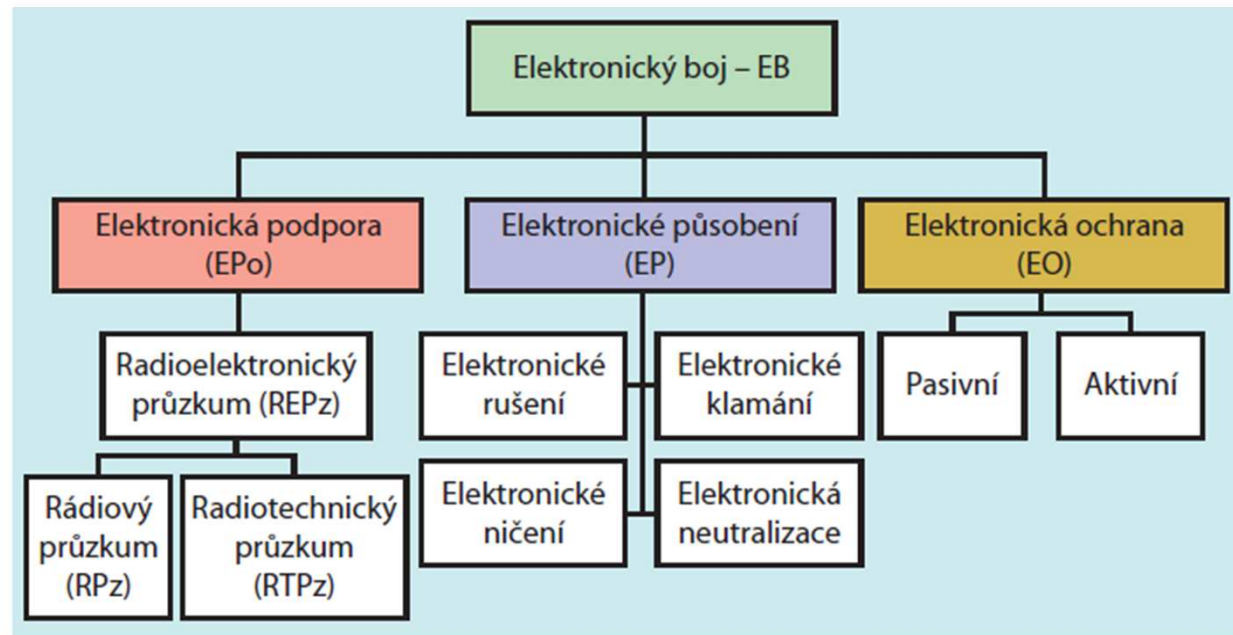 Elektronický boj – EB
Elektronická podpora
(EPo)
Elektronické působení
(EP)
Elektronická ochrana
(EO)
Radioelektronický
průzkum (REPz)
Rádiový
průzkum
(RPz)
Radiotechnický
průzkum
(RTPz)
Elektronické
rušení
Elektronické
klamání
Elektronické
ničení
Elektronická
neutralizace
Pasivní
Aktivní